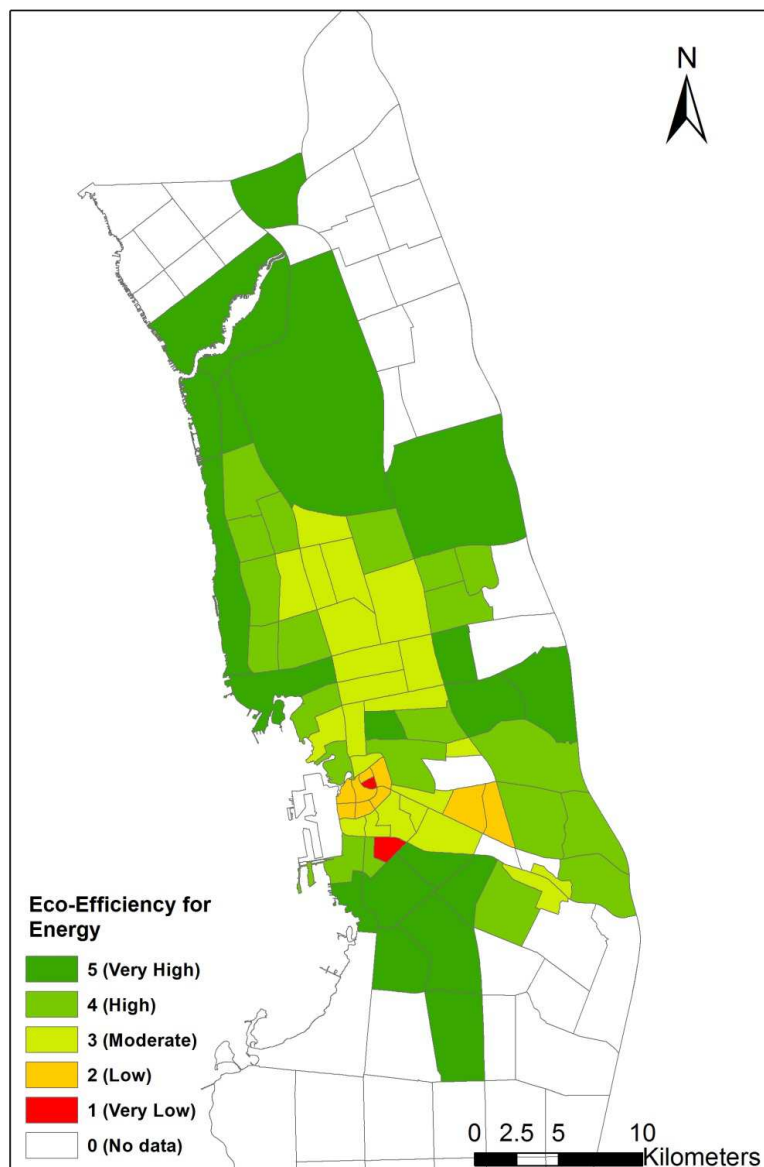 N
Eco-Efficiency for
Energy
5 (Very High)
4 (High)
3 (Moderate)
2 (Low)
1 (Very Low)
0 (No data)
0 2.5 5 10
Kilometers